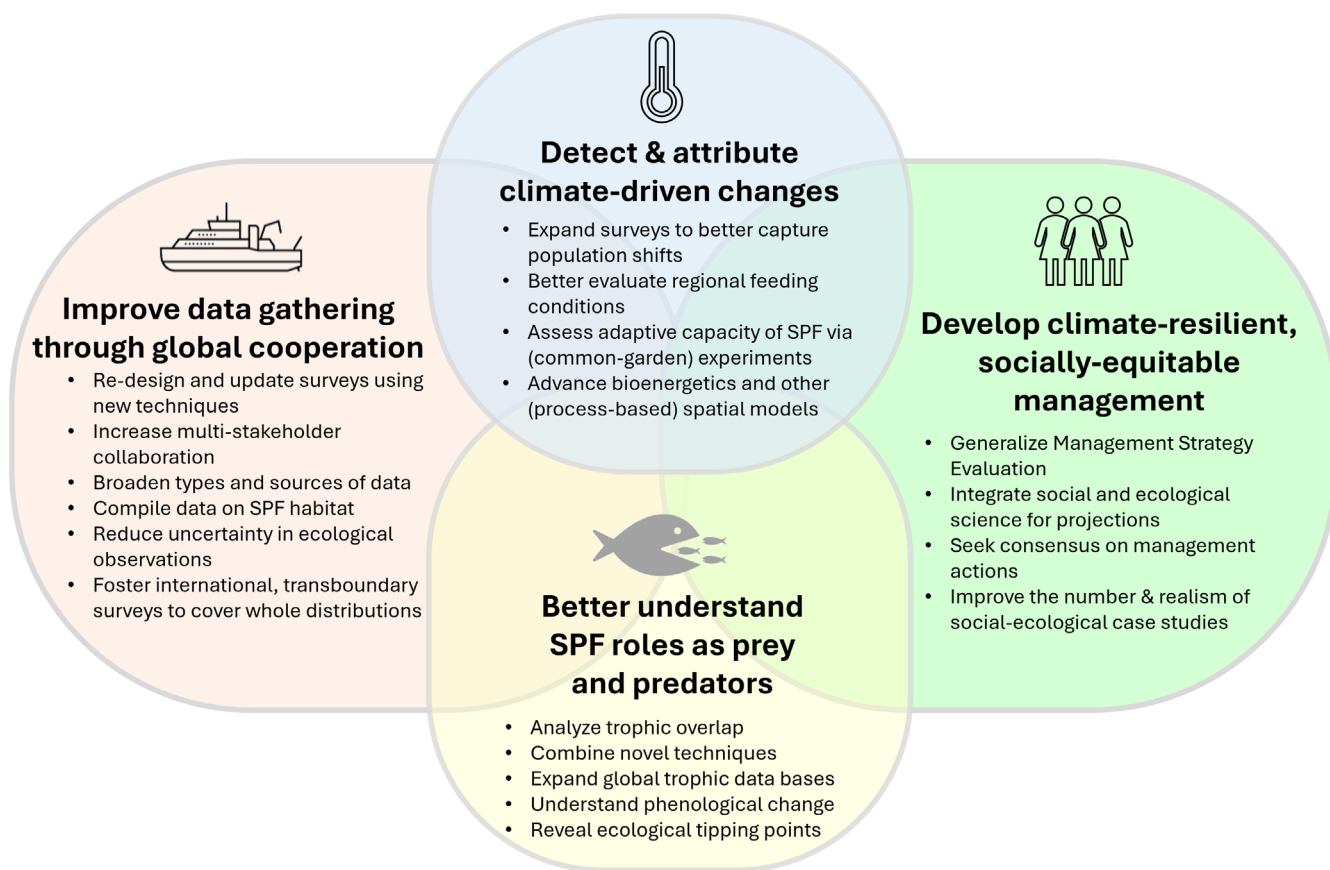 Detect & attribute
climate-driven changes
• Expand surveys to better capture
population shifts
• Better evaluate regional feeding
conditions
• Assess adaptive capacity of SPF via
(common-garden) experiments
• Advance bioenergetics and other
(process-based) spatial models
Improve data gathering
through global cooperation
• Re-design and update surveys using
new techniques
• Increase multi-stakeholder
collaboration
• Broaden types and sources of data
• Compile data on SPF habitat
• Reduce uncertainty in ecological
observations
• Foster international, transboundary
surveys to cover whole distributions
Develop climate-resilient,
socially-equitable
management
• Generalize Management Strategy
Evaluation
• Integrate social and ecological
science for projections
• Seek consensus on management
actions
• Improve the number & realism of
social-ecological case studies
Better understand
SPF roles as prey
and predators
• Analyze trophic overlap
• Combine novel techniques
• Expand global trophic data bases
• Understand phenological change
• Reveal ecological tipping points